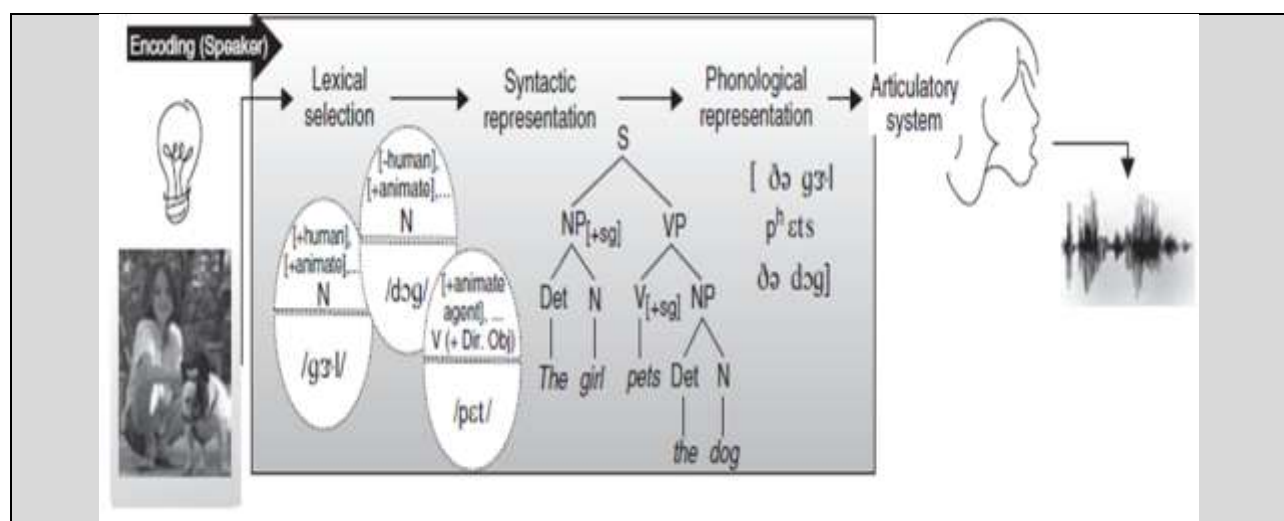 Encoding (Speaker)
Lexical selection
Syntactic representation
Phonological representation
Articulatory system
[-human],
[+animate],...
N
/dɔg/
[+human],
[+animate],...
N
/gɝl/
[+animate
agent], ...
V (+ Dir. Obj)
/pɛt/
S
NP[+sg] VP
Det N V[+sg] NP
The girl pets Det N
the dog
[ ðə gɝl
pʰɛts
ðə dɔg]